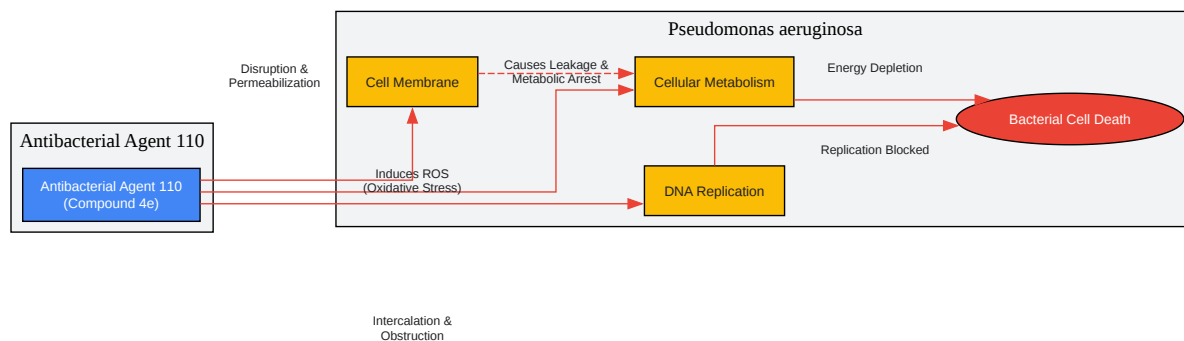 Pseudomonas aeruginosa
Disruption &
Permeabilization
Cell Membrane
Causes Leakage &
Metabolic Arrest
Cellular Metabolism
Energy Depletion
Bacterial Cell Death
Antibacterial Agent 110
Antibacterial Agent 110
(Compound 4e)
Induces ROS
(Oxidative Stress)
DNA Replication
Replication Blocked
Intercalation &
Obstruction